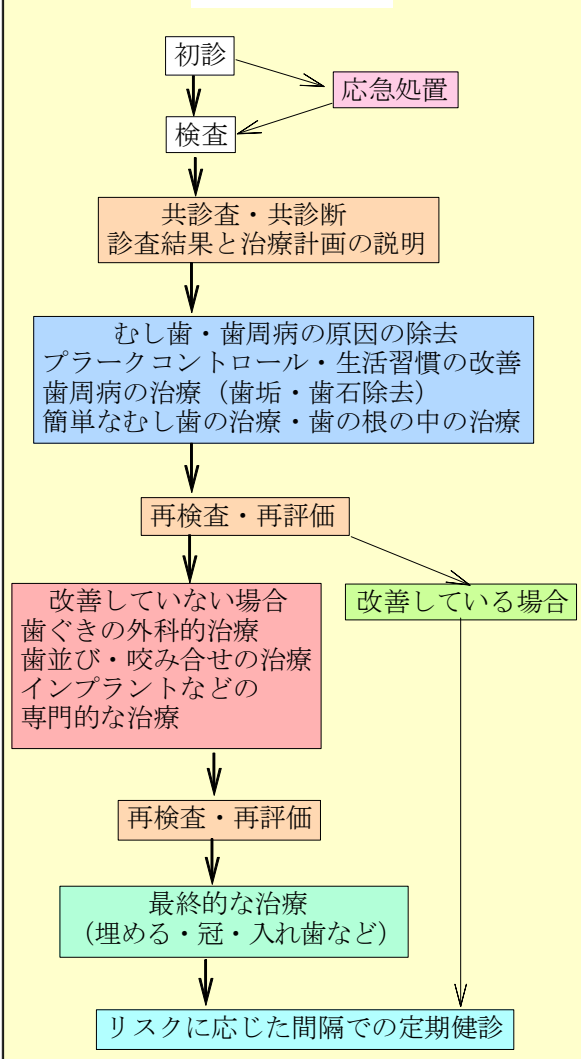 初診
応急処置
検査
共診査・共診断
診査結果と治療計画の説明
むし歯・歯周病の原因の除去
プラークコントロール・生活習慣の改善
歯周病の治療（歯垢・歯石除去）
簡単なむし歯の治療・歯の根の中の治療
再検査・再評価
改善していない場合
歯ぐきの外科的治療
歯並び・咬み合せの治療
インプラントなどの
専門的な治療
改善している場合
再検査・再評価
最終的な治療
（埋める・冠・入れ歯など）
リスクに応じた間隔での定期健診